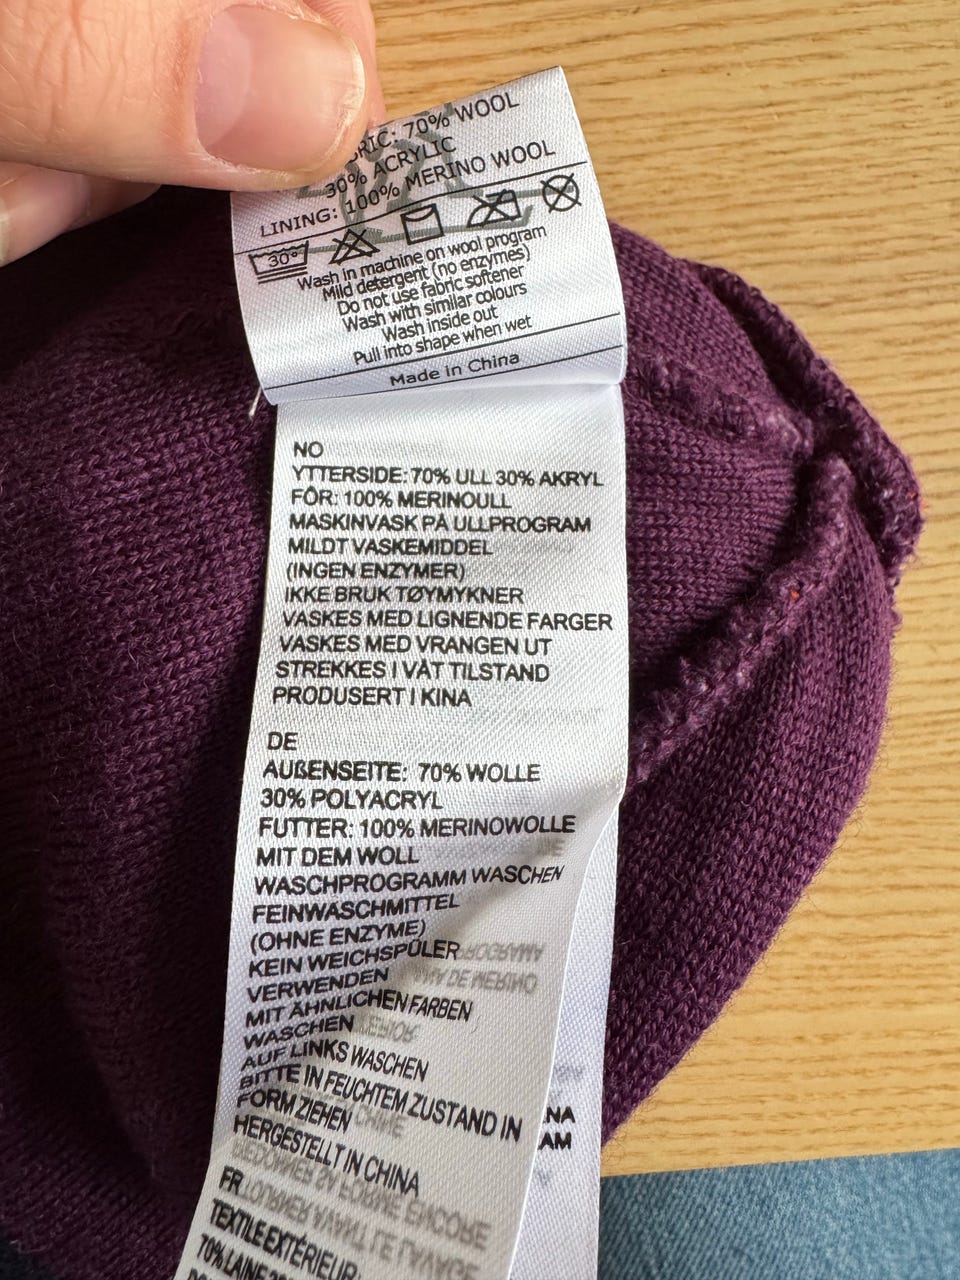 RIC: 70% WOOL
30% ACRYLIC
LINING: 100% MERINO WOOL
30°
Wash in machine on wool program
Mild detergent (no enzymes)
Do not use fabric softener
Wash with similar colours
Wash inside out
Pull into shape when wet
Made in China
NO
YTTERSIDE: 70% ULL 30% AKRYL
FÔR: 100% MERINOULL
MASKINVASK PÅ ULLPROGRAM
MILDT VASKEMIDDEL
(INGEN ENZYMER)
IKKE BRUK TØYMYKNER
VASKES MED LIGNENDE FARGER
VASKES MED VRANGEN UT
STREKKES I VÅT TILSTAND
PRODUSERT I KINA
DE
AUßENSEITE: 70% WOLLE
30% POLYACRYL
FUTTER: 100% MERINOWOLLE
MIT DEM WOLL
WASCHPROGRAMM WASCHEN
FEINWASCHMITTEL
(OHNE ENZYME)
KEIN WEICHSPÜLER
VERWENDEN
MIT ÄHNLICHEN FARBEN
WASCHEN
AUF LINKS WASCHEN
BITTE IN FEUCHTEM ZUSTAND IN
FORM ZIEHEN
HERGESTELLT IN CHINA
FR
TEXTILE EXTÉRIEUR:
70% LAINE
NA
AM